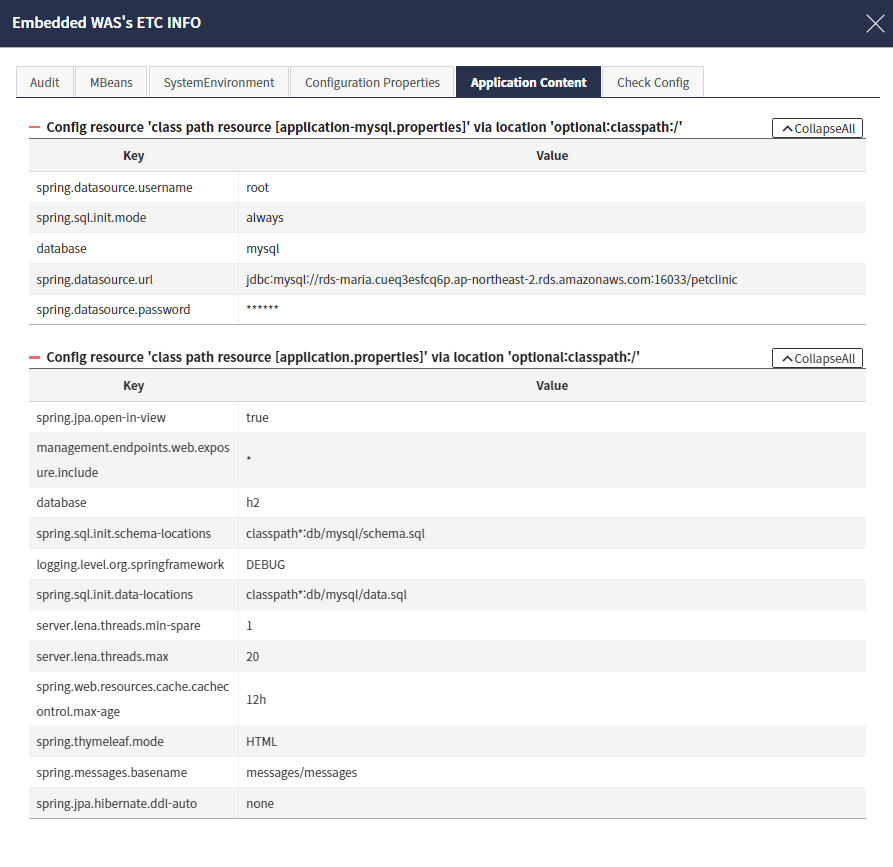 Embedded WAS's ETC INFO
Audit MBeans SystemEnvironment Configuration Properties Application Content Check Config
Config resource 'class path resource [application-mysql.properties]' via location 'optional:classpath:/' CollapseAll
Key Value
spring.datasource.username root
spring.sql.init.mode always
database mysql
spring.datasource.url jdbc:mysql://rds-maria.cueq3esfcq6p.ap-northeast-2.rds.amazonaws.com:16033/petclinic
spring.datasource.password ******
Config resource 'class path resource [application.properties]' via location 'optional:classpath:/' CollapseAll
Key Value
spring.jpa.open-in-view true
management.endpoints.web.expos
ure.include *
database h2
spring.sql.init.schema-locations classpath*:db/mysql/schema.sql
logging.level.org.springframework DEBUG
spring.sql.init.data-locations classpath*:db/mysql/data.sql
server.lena.threads.min-spare 1
server.lena.threads.max 20
spring.web.resources.cache.cachec
ontrol.max-age 12h
spring.thymeleaf.mode HTML
spring.messages.basename messages/messages
spring.jpa.hibernate.ddl-auto none